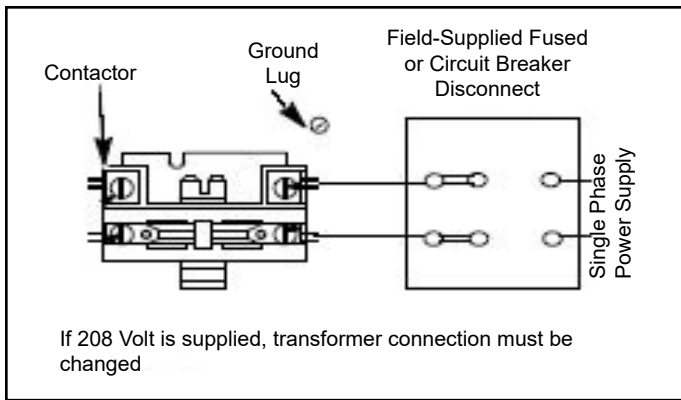 Contactor
Ground
Lug
Field-Supplied Fused
or Circuit Breaker
Disconnect
Single Phase
Power Supply
If 208 Volt is supplied, transformer connection must be
changed